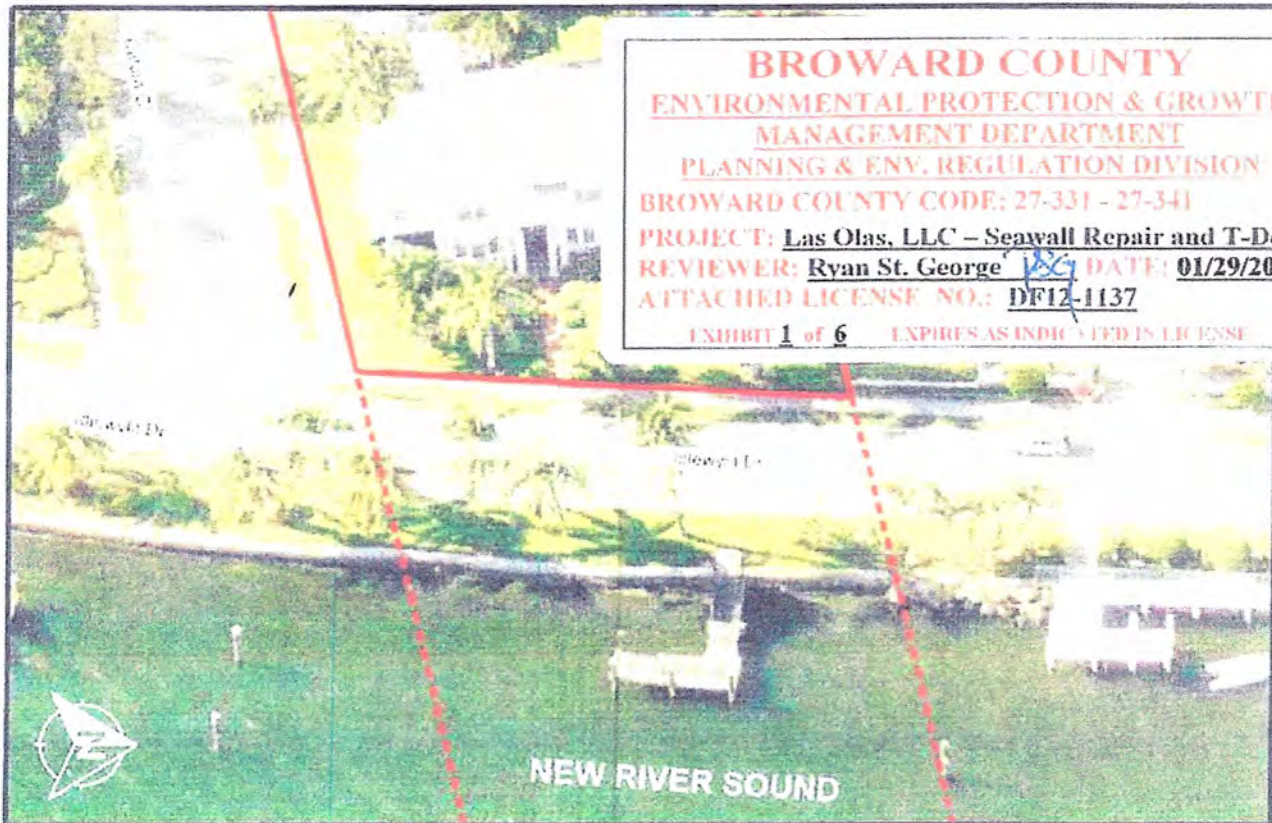 BROWARD COUNTY
ENVIRONMENTAL PROTECTION & GROWT
MANAGEMENT DEPARTMENT
PLANNING & ENV. REGULATION DIVISION
BROWARD COUNTY CODE: 27-331 - 27-341
PROJECT: Las Olas, LLC – Seawall Repair and T-D
REVIEWER: Ryan St. George DATE: 01/29/20
ATTACHED LICENSE NO.: DF12-1137
EXHIBIT 1 of 6 EXPIRES AS INDICATED IN LICENSE
Dr
Dr
N
NEW RIVER SOUND